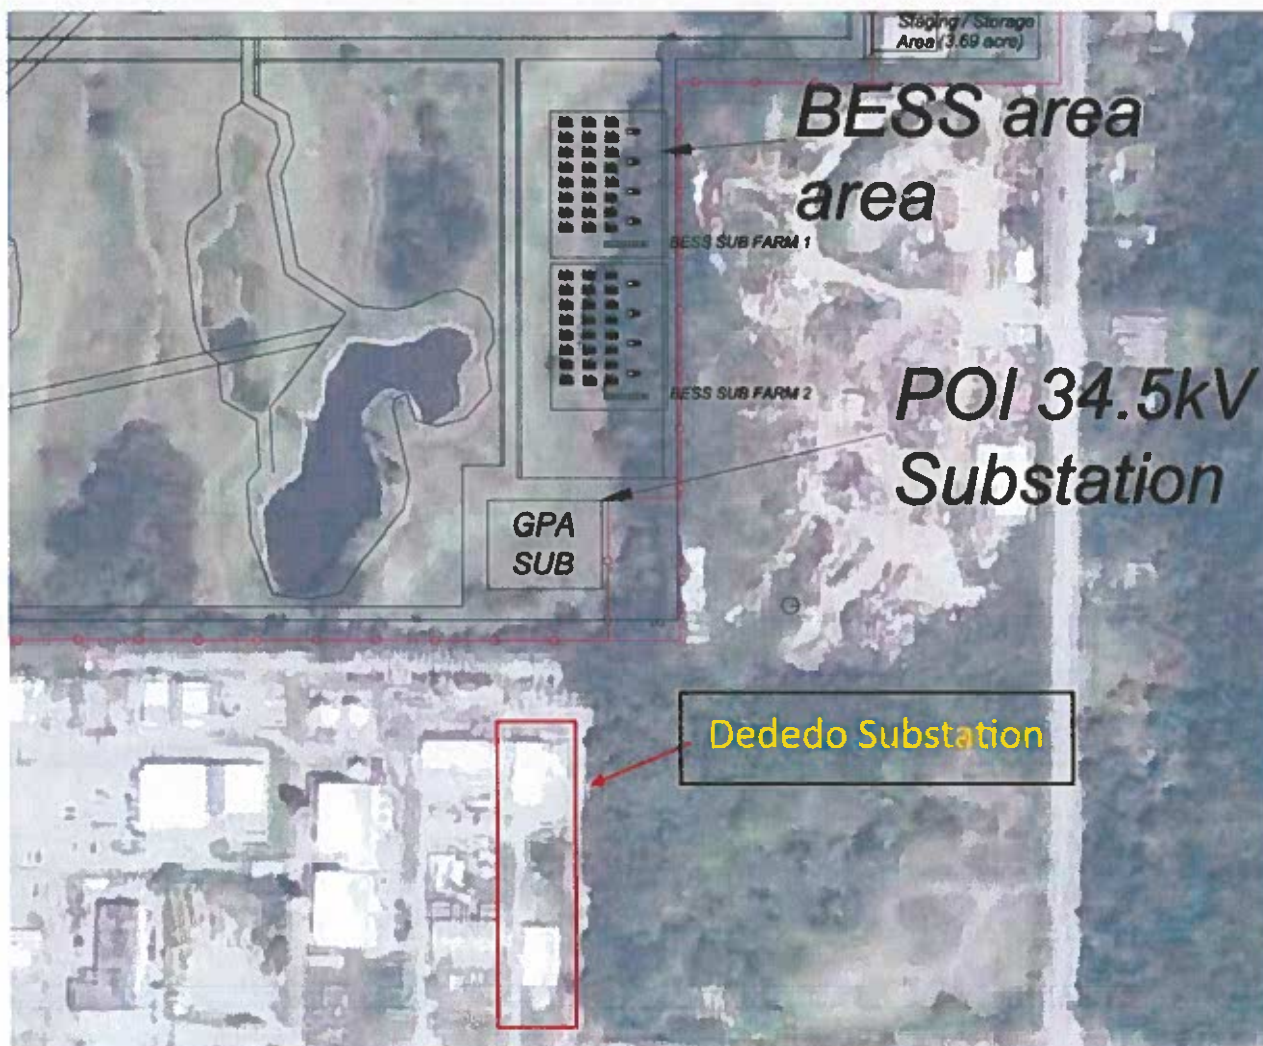 Staging / Storage
Area (3.69 acre)
BESS area
area
BESS SUB FARM 1
BESS SUB FARM 2
POI 34.5kV
Substation
GPA
SUB
Dededo Substation